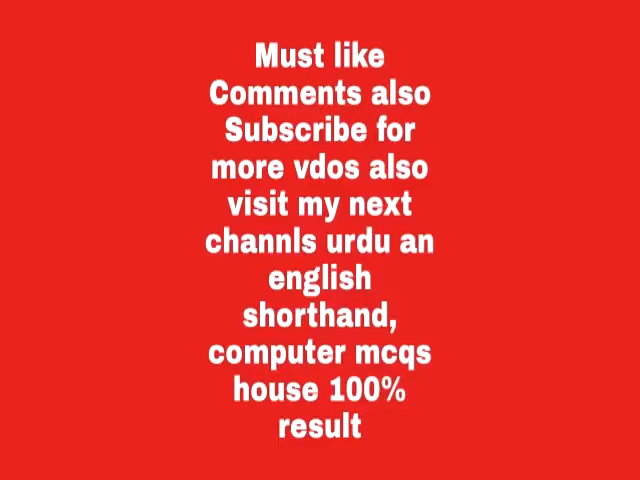 Must like
Comments also
Subscribe for
more vdos also
visit my next
channls urdu an
english
shorthand,
computer mcqs
house 100%
result